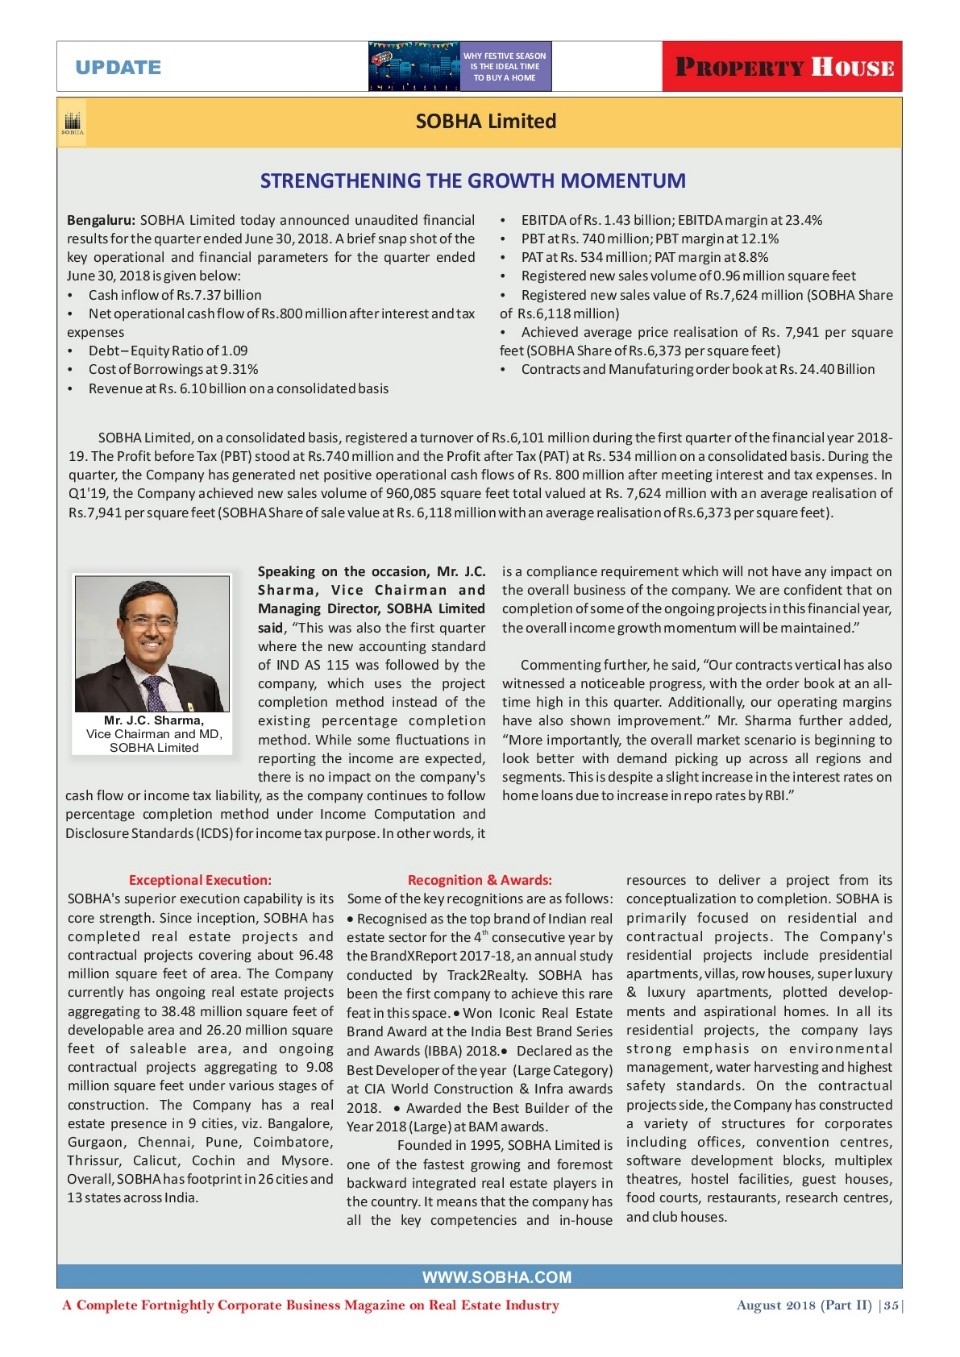 UPDATE
WHY FESTIVE SEASON
IS THE IDEAL TIME
TO BUY A HOME
PROPERTY HOUSE
SOBHA
SOBHA Limited
STRENGTHENING THE GROWTH MOMENTUM
Bengaluru: SOBHA Limited today announced unaudited financial
results for the quarter ended June 30, 2018. A brief snap shot of the
key operational and financial parameters for the quarter ended
June 30, 2018 is given below:
• Cash inflow of Rs.7.37 billion
• Net operational cash flow of Rs.800 million after interest and tax
expenses
• Debt – Equity Ratio of 1.09
• Cost of Borrowings at 9.31%
• Revenue at Rs. 6.10 billion on a consolidated basis
• EBITDA of Rs. 1.43 billion; EBITDA margin at 23.4%
• PBT at Rs. 740 million; PBT margin at 12.1%
• PAT at Rs. 534 million; PAT margin at 8.8%
• Registered new sales volume of 0.96 million square feet
• Registered new sales value of Rs.7,624 million (SOBHA Share
of Rs.6,118 million)
• Achieved average price realisation of Rs. 7,941 per square
feet (SOBHA Share of Rs.6,373 per square feet)
• Contracts and Manufaturing order book at Rs. 24.40 Billion
SOBHA Limited, on a consolidated basis, registered a turnover of Rs.6,101 million during the first quarter of the financial year 2018-
19. The Profit before Tax (PBT) stood at Rs.740 million and the Profit after Tax (PAT) at Rs. 534 million on a consolidated basis. During the
quarter, the Company has generated net positive operational cash flows of Rs. 800 million after meeting interest and tax expenses. In
Q1'19, the Company achieved new sales volume of 960,085 square feet total valued at Rs. 7,624 million with an average realisation of
Rs.7,941 per square feet (SOBHA Share of sale value at Rs. 6,118 million with an average realisation of Rs.6,373 per square feet).
Mr. J.C. Sharma,
Vice Chairman and MD,
SOBHA Limited
Speaking on the occasion, Mr. J.C.
Sharma, Vice Chairman and
Managing Director, SOBHA Limited
said, “This was also the first quarter
where the new accounting standard
of IND AS 115 was followed by the
company, which uses the project
completion method instead of the
existing percentage completion
method. While some fluctuations in
reporting the income are expected,
there is no impact on the company's
cash flow or income tax liability, as the company continues to follow
percentage completion method under Income Computation and
Disclosure Standards (ICDS) for income tax purpose. In other words, it
is a compliance requirement which will not have any impact on
the overall business of the company. We are confident that on
completion of some of the ongoing projects in this financial year,
the overall income growth momentum will be maintained.”
Commenting further, he said, “Our contracts vertical has also
witnessed a noticeable progress, with the order book at an all-
time high in this quarter. Additionally, our operating margins
have also shown improvement.” Mr. Sharma further added,
“More importantly, the overall market scenario is beginning to
look better with demand picking up across all regions and
segments. This is despite a slight increase in the interest rates on
home loans due to increase in repo rates by RBI.”
Exceptional Execution:
SOBHA's superior execution capability is its
core strength. Since inception, SOBHA has
completed real estate projects and
contractual projects covering about 96.48
million square feet of area. The Company
currently has ongoing real estate projects
aggregating to 38.48 million square feet of
developable area and 26.20 million square
feet of saleable area, and ongoing
contractual projects aggregating to 9.08
million square feet under various stages of
construction. The Company has a real
estate presence in 9 cities, viz. Bangalore,
Gurgaon, Chennai, Pune, Coimbatore,
Thrissur, Calicut, Cochin and Mysore.
Overall, SOBHA has footprint in 26 cities and
13 states across India.
Recognition & Awards:
Some of the key recognitions are as follows:
• Recognised as the top brand of Indian real
estate sector for the 4th consecutive year by
the BrandXReport 2017-18, an annual study
conducted by Track2Realty. SOBHA has
been the first company to achieve this rare
feat in this space. • Won Iconic Real Estate
Brand Award at the India Best Brand Series
and Awards (IBBA) 2018.• Declared as the
Best Developer of the year (Large Category)
at CIA World Construction & Infra awards
2018. • Awarded the Best Builder of the
Year 2018 (Large) at BAM awards.
Founded in 1995, SOBHA Limited is
one of the fastest growing and foremost
backward integrated real estate players in
the country. It means that the company has
all the key competencies and in-house
resources to deliver a project from its
conceptualization to completion. SOBHA is
primarily focused on residential and
contractual projects. The Company's
residential projects include presidential
apartments, villas, row houses, super luxury
& luxury apartments, plotted develop-
ments and aspirational homes. In all its
residential projects, the company lays
strong emphasis on environmental
management, water harvesting and highest
safety standards. On the contractual
projects side, the Company has constructed
a variety of structures for corporates
including offices, convention centres,
software development blocks, multiplex
theatres, hostel facilities, guest houses,
food courts, restaurants, research centres,
and club houses.
WWW.SOBHA.COM
A Complete Fortnightly Corporate Business Magazine on Real Estate Industry
August 2018 (Part II) |35|